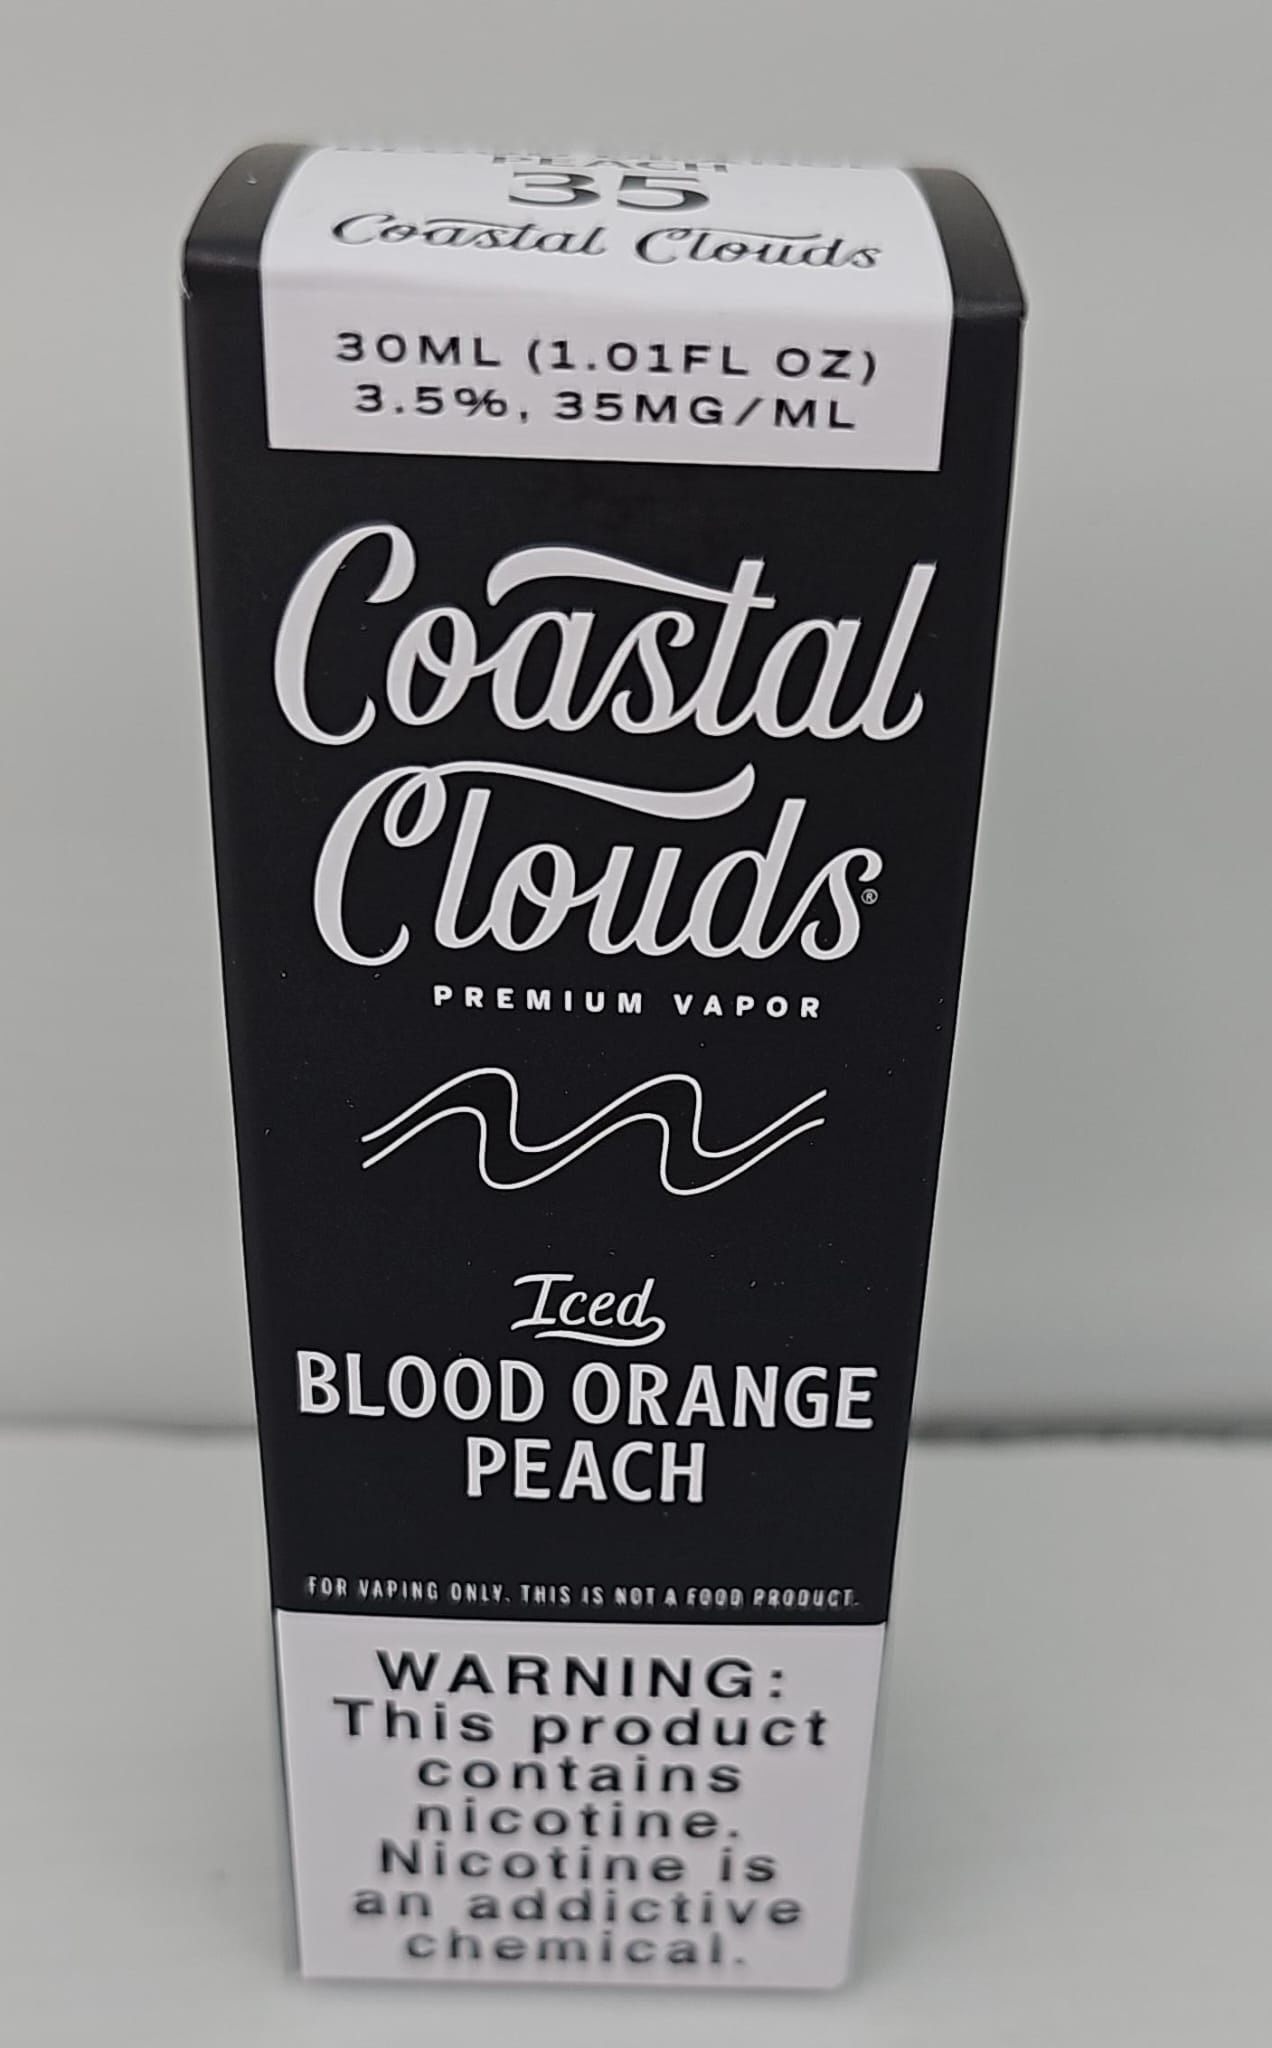 PEACH
35
Coastal Clouds
30ML (1.01FL OZ)
3.5%, 35MG/ML
Coastal
Clouds®
PREMIUM VAPOR
Iced
BLOOD ORANGE
PEACH
FOR VAPING ONLY. THIS IS NOT A FOOD PRODUCT.
WARNING:
This product
contains
nicotine.
Nicotine is
an addictive
chemical.